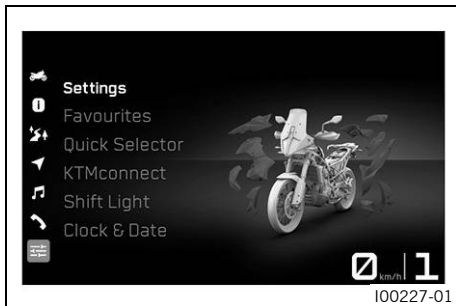 Settings
Favourites
Quick Selector
KTMconnect
Shift Light
Clock & Date
0 km/h 1
I00227-01